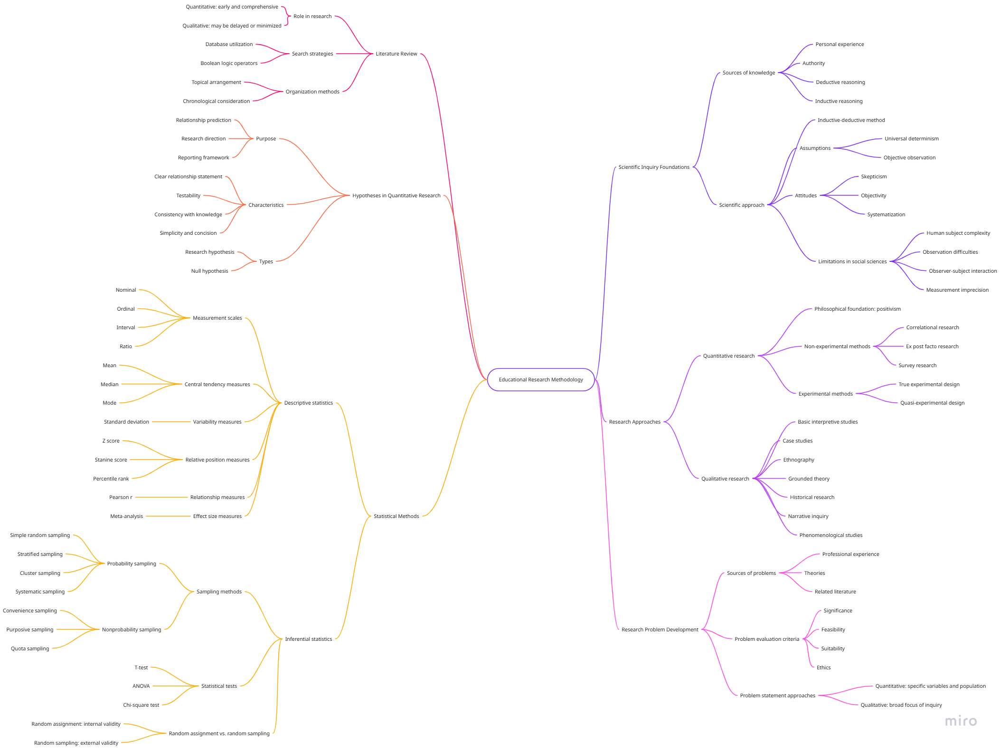 Educational Research Methodology
Literature Review
Role in research
Quantitative: early and comprehensive
Qualitative: may be delayed or minimized
Search strategies
Database utilization
Boolean logic operators
Organization methods
Topical arrangement
Chronological consideration
Hypotheses in Quantitative Research
Purpose
Relationship prediction
Research direction
Reporting framework
Characteristics
Clear relationship statement
Testability
Consistency with knowledge
Simplicity and concision
Types
Research hypothesis
Null hypothesis
Statistical Methods
Descriptive statistics
Measurement scales
Nominal
Ordinal
Interval
Ratio
Central tendency measures
Mean
Median
Mode
Variability measures
Standard deviation
Relative position measures
Z score
Stanine score
Percentile rank
Relationship measures
Pearson r
Effect size measures
Meta-analysis
Inferential statistics
Sampling methods
Probability sampling
Simple random sampling
Stratified sampling
Cluster sampling
Systematic sampling
Nonprobability sampling
Convenience sampling
Purposive sampling
Quota sampling
Statistical tests
T-test
ANOVA
Chi-square test
Random assignment vs. random sampling
Random assignment: internal validity
Random sampling: external validity
Scientific Inquiry Foundations
Sources of knowledge
Personal experience
Authority
Deductive reasoning
Inductive reasoning
Scientific approach
Inductive-deductive method
Assumptions
Universal determinism
Objective observation
Attitudes
Skepticism
Objectivity
Systematization
Limitations in social sciences
Human subject complexity
Observation difficulties
Observer-subject interaction
Measurement imprecision
Research Approaches
Quantitative research
Philosophical foundation: positivism
Non-experimental methods
Correlational research
Ex post facto research
Survey research
Experimental methods
True experimental design
Quasi-experimental design
Qualitative research
Basic interpretive studies
Case studies
Ethnography
Grounded theory
Historical research
Narrative inquiry
Phenomenological studies
Research Problem Development
Sources of problems
Professional experience
Theories
Related literature
Problem evaluation criteria
Significance
Feasibility
Suitability
Ethics
Problem statement approaches
Quantitative: specific variables and population
Qualitative: broad focus of inquiry
miro